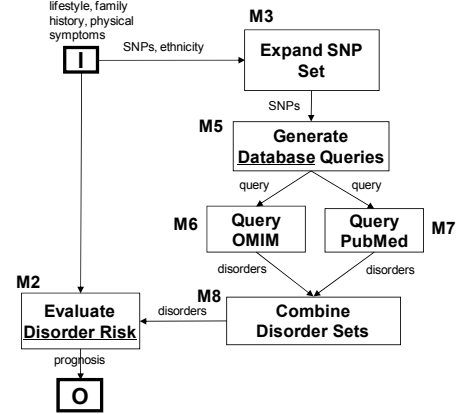 lifestyle, family
history, physical
symptoms
I
SNPs, ethnicity
M3
Expand SNP
Set
SNPs
M5
Generate
Database Queries
query
query
M6
Query
OMIM
Query
PubMed
M7
disorders
disorders
M2
Evaluate
Disorder Risk
disorders
M8
Combine
Disorder Sets
prognosis
O